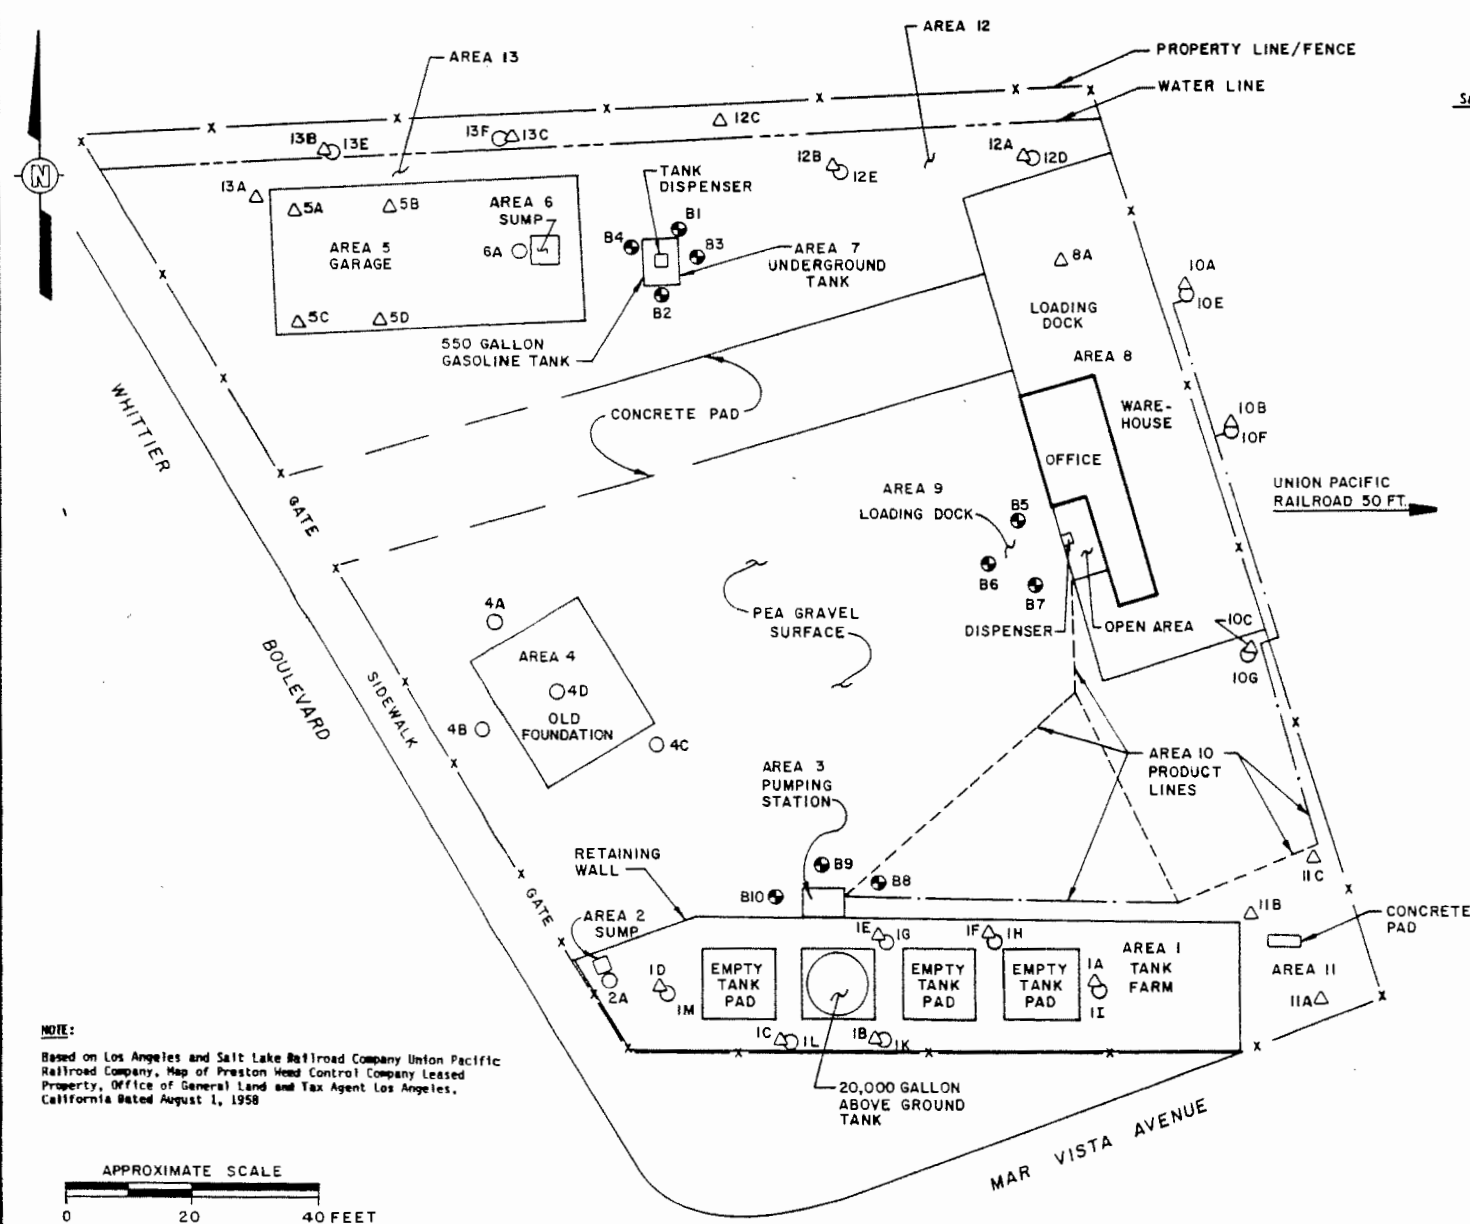 AREA 12
PROPERTY LINE/FENCE
AREA 13
WATER LINE
12C
13B
13E
13F
13C
12A
12D
12B
12E
N
TANK
DISPENSER
13A
5A
5B
AREA 6
SUMP
6A
AREA 5
GARAGE
B1
B4
B3
B2
AREA 7
UNDERGROUND
TANK
8A
10A
10E
5C
5D
LOADING
DOCK
550 GALLON
GASOLINE TANK
AREA 8
WHITTIER
BOULEVARD
CONCRETE PAD
WARE-
HOUSE
10B
10F
OFFICE
GATE
AREA 9
LOADING DOCK
B5
B6
B7
UNION PACIFIC
RAILROAD 50 FT.
4A
PEA GRAVEL
SURFACE
DISPENSER
OPEN AREA
10C
10G
AREA 4
4D
OLD
FOUNDATION
4B
4C
SIDEWALK
AREA 3
PUMPING
STATION
AREA 10
PRODUCT
LINES
RETAINING
WALL
B9
B8
B10
11C
GATE
AREA 2
SUMP
2A
11B
CONCRETE
PAD
1E
1G
1F
1H
AREA 1
TANK
FARM
1D
1M
EMPTY
TANK
PAD
EMPTY
TANK
PAD
EMPTY
TANK
PAD
1A
1I
AREA 11
11A
1C
1L
1B
1K
20,000 GALLON
ABOVE GROUND
TANK
MAR VISTA AVENUE
NOTE:
Based on Los Angeles and Salt Lake Railroad Company Union Pacific
Railroad Company, Map of Preston Weed Control Company Leased
Property, Office of General Land and Tax Agent Los Angeles,
California Dated August 1, 1958
APPROXIMATE SCALE
0 20 40 FEET